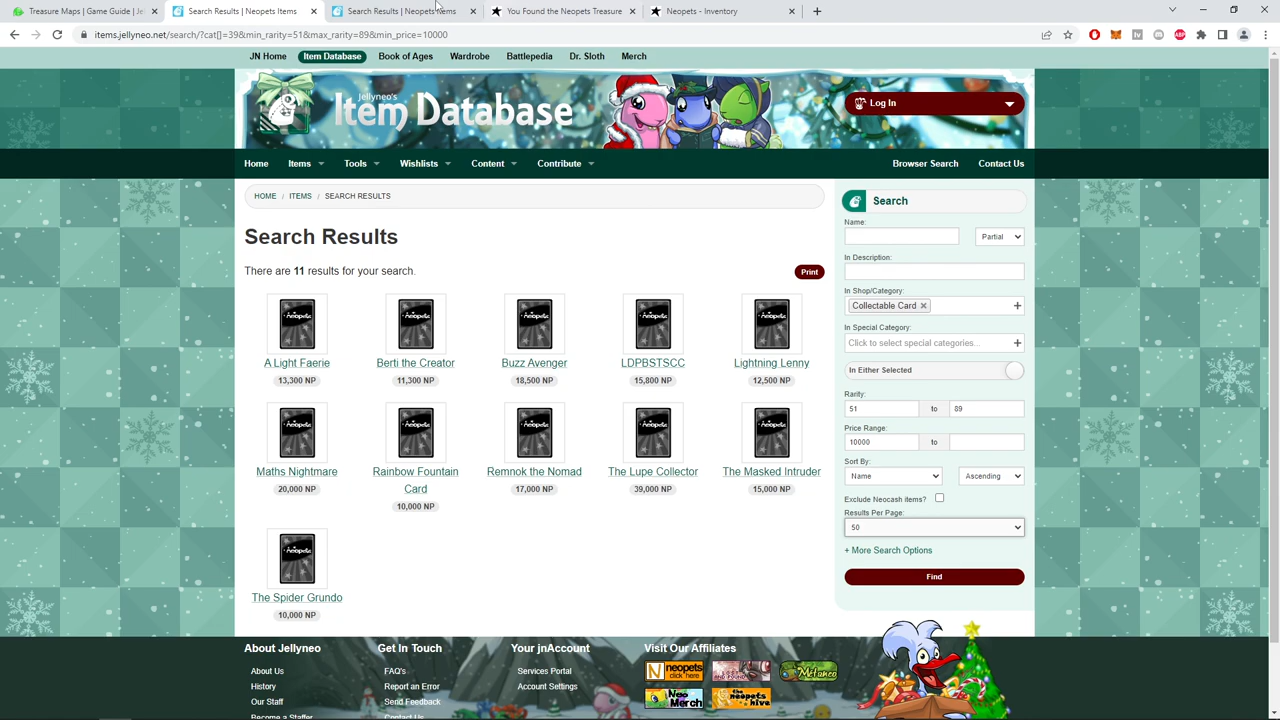 Treasure Maps | Game Guide | Jel
Search Results | Neopets Items
Search Results | Neopets Items
You Found the Neopets Treasure
Neopets - Inventory
items.jellyneo.net/search/?cat[]=39&min_rarity=51&max_rarity=89&min_price=10000
JN Home Item Database Book of Ages Wardrobe Battlepedia Dr. Sloth Merch
Jellyneo's
Item Database
Log In
Home Items Tools Wishlists Content Contribute Browser Search Contact Us
HOME / ITEMS / SEARCH RESULTS
Search Results
There are 11 results for your search.
Print
A Light Faerie
13,300 NP
Berti the Creator
11,300 NP
Buzz Avenger
18,500 NP
LDPBSTSCC
15,800 NP
Lightning Lenny
12,500 NP
Maths Nightmare
20,000 NP
Rainbow Fountain
Card
10,000 NP
Remnok the Nomad
17,000 NP
The Lupe Collector
39,000 NP
The Masked Intruder
15,000 NP
The Spider Grundo
10,000 NP
Search
Name:
Partial
In Description:
In Shop/Category:
Collectable Card ×
In Special Category:
Click to select special categories...
In Either Selected
Rarity:
51 to 89
Price Range:
10000 to
Sort By:
Name Ascending
Exclude Neocash items?
Results Per Page:
50
+ More Search Options
Find
About Jellyneo
About Us
History
Our Staff
Become a Staffer
Get In Touch
FAQ's
Report an Error
Send Feedback
Contact Us
Your jnAccount
Services Portal
Account Settings
Visit Our Affiliates
neopets
click here
Neo
Merch
the
neopets
hive